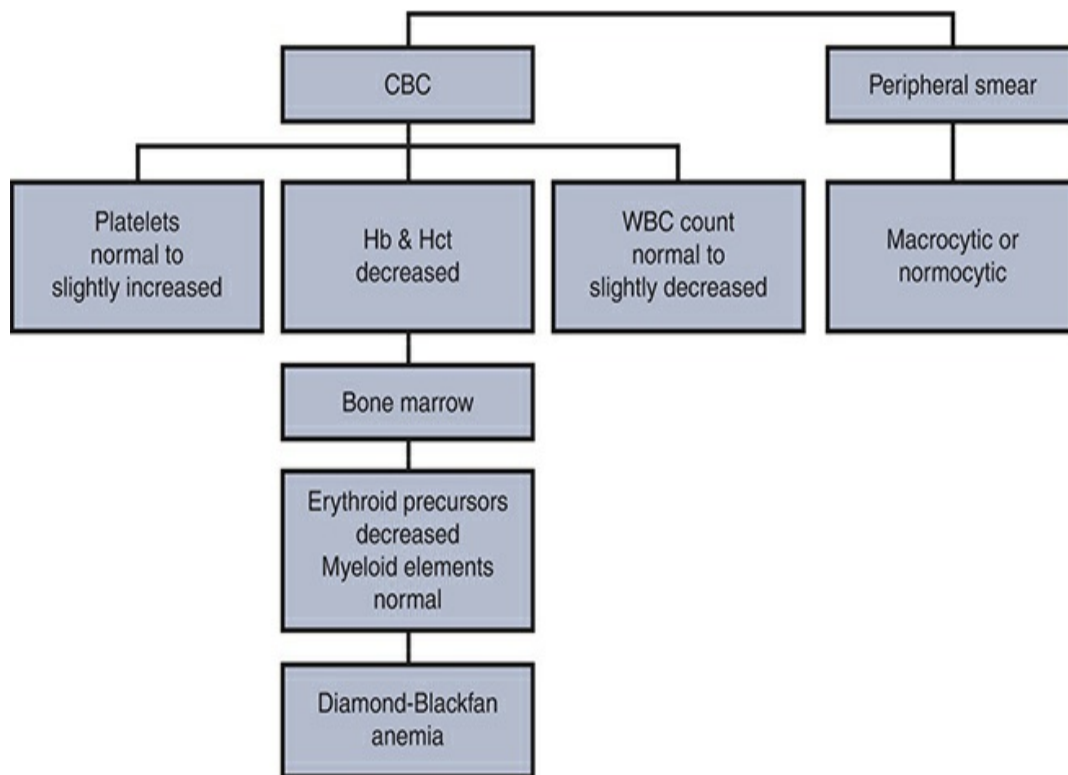 CBC
Peripheral smear
Platelets
normal to
slightly increased
Hb & Hct
decreased
WBC count
normal to
slightly decreased
Macrocytic or
normocytic
Bone marrow
Erythroid precursors
decreased
Myeloid elements
normal
Diamond-Blackfan
anemia